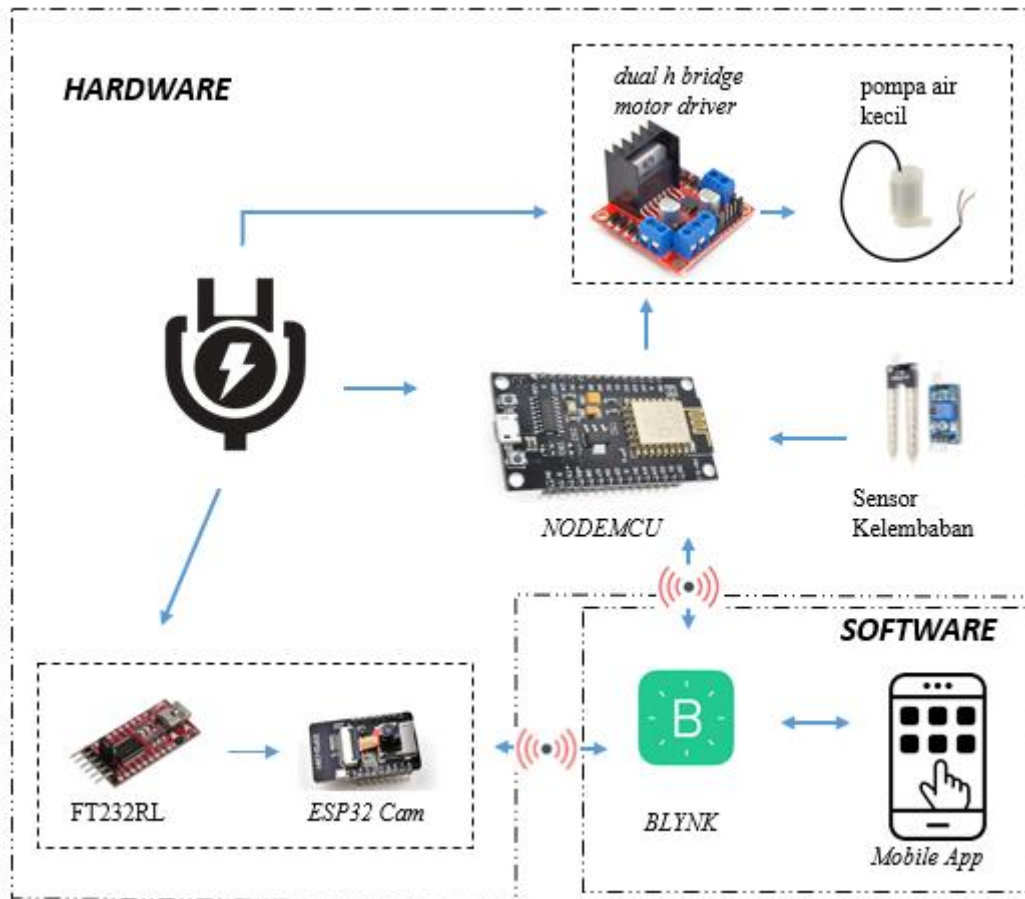 HARDWARE
dual h bridge
motor driver
pompa air
kecil
NODEMCU
Sensor
Kelembaban
SOFTWARE
B
FT232RL
ESP32 Cam
BLYNK
Mobile App